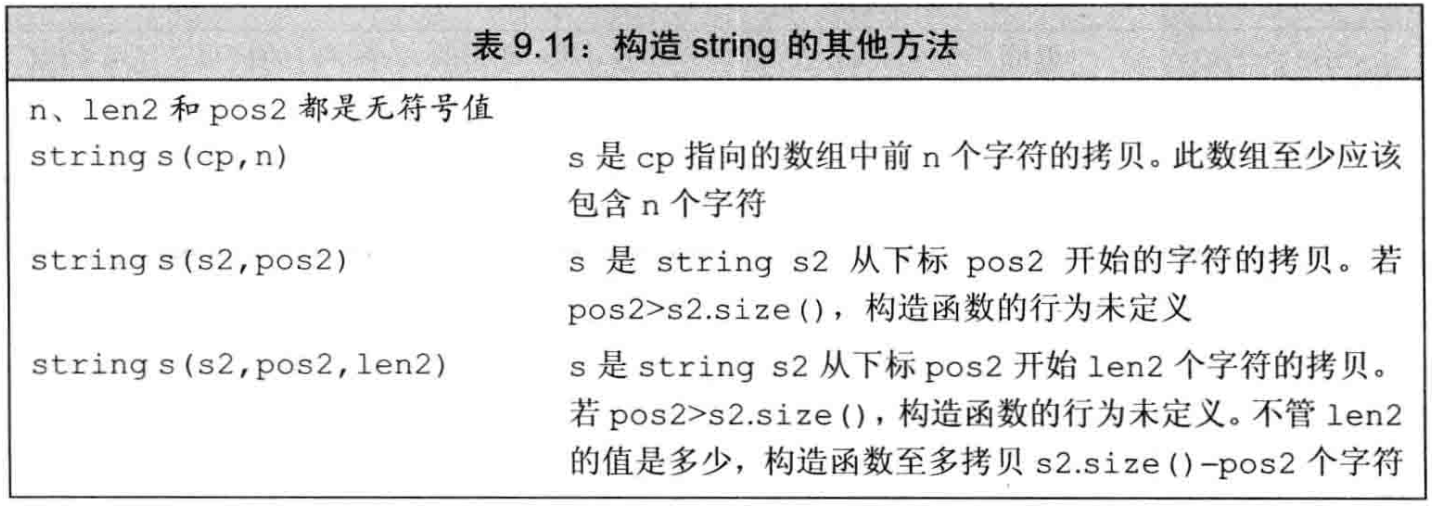 表 9.11：构造 string 的其他方法
n、len2 和 pos2 都是无符号值
string s(cp,n) s 是 cp 指向的数组中前 n 个字符的拷贝。此数组至少应该
包含 n 个字符
string s(s2,pos2) s 是 string s2 从下标 pos2 开始的字符的拷贝。若
pos2>s2.size()，构造函数的行为未定义
string s(s2,pos2,len2) s 是 string s2 从下标 pos2 开始 len2 个字符的拷贝。
若 pos2>s2.size()，构造函数的行为未定义。不管 len2
的值是多少，构造函数至多拷贝 s2.size()–pos2 个字符